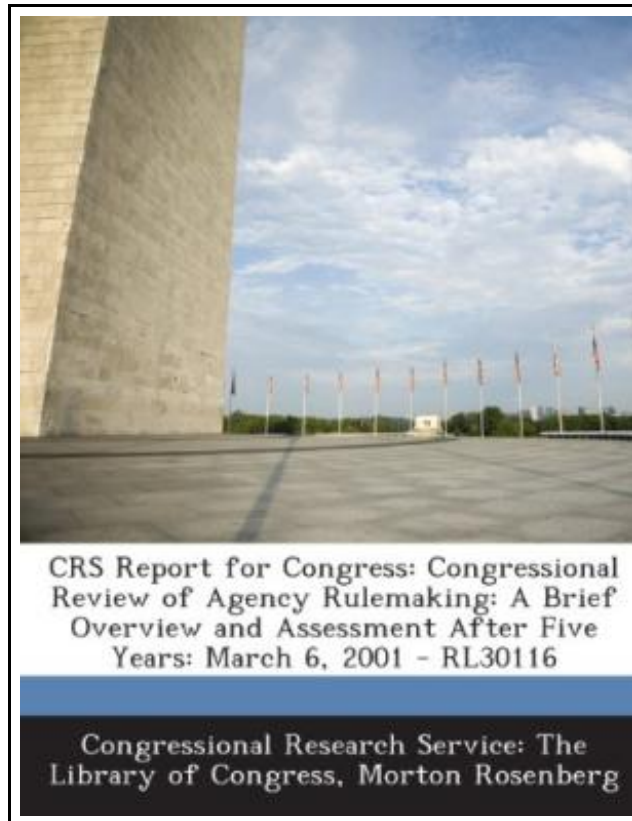 CRS Report for Congress: Congressional
Review of Agency Rulemaking: A Brief
Overview and Assessment After Five
Years: March 6, 2001 - RL30116
Congressional Research Service: The
Library of Congress, Morton Rosenberg